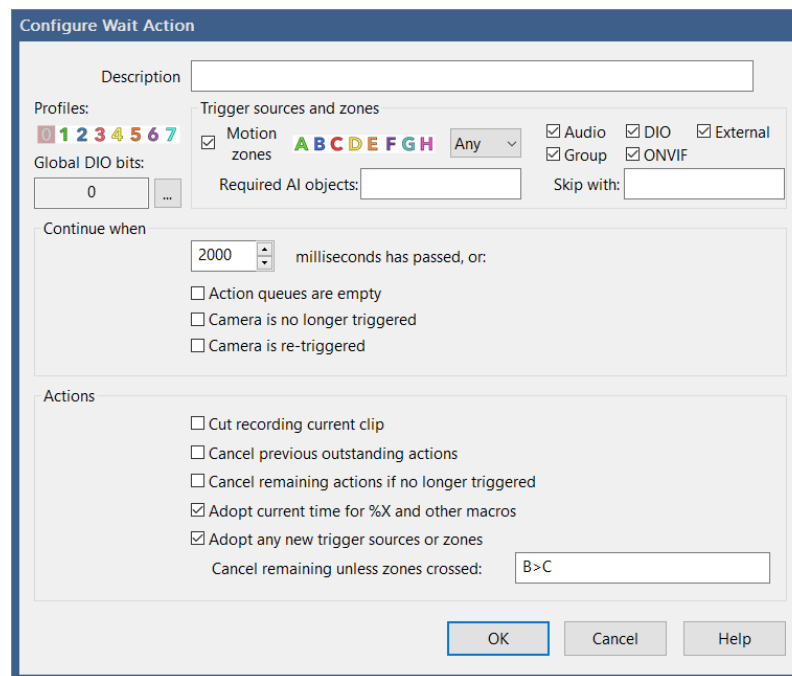 Configure Wait Action
Description
Profiles:
0 1 2 3 4 5 6 7
Global DIO bits:
0
...
Trigger sources and zones
Motion zones
A B C D E F G H
Any
Audio
DIO
External
Group
ONVIF
Required AI objects:
Skip with:
Continue when
2000 milliseconds has passed, or:
Action queues are empty
Camera is no longer triggered
Camera is re-triggered
Actions
Cut recording current clip
Cancel previous outstanding actions
Cancel remaining actions if no longer triggered
Adopt current time for %X and other macros
Adopt any new trigger sources or zones
Cancel remaining unless zones crossed: B>C
OK
Cancel
Help